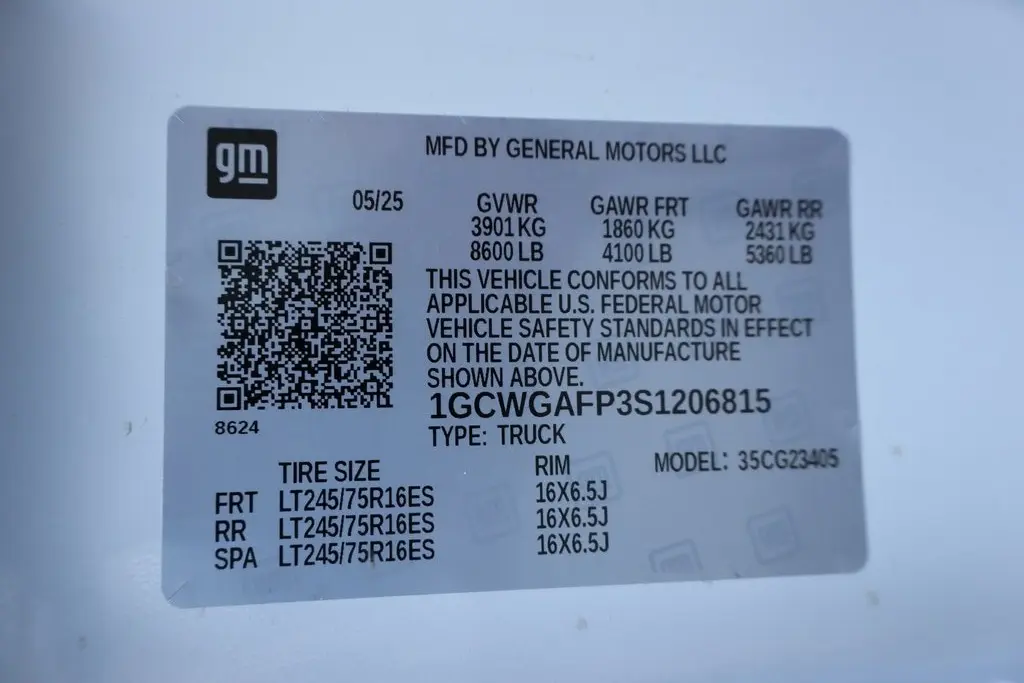 gm
MFD BY GENERAL MOTORS LLC
05/25 GVWR GAWR FRT GAWR RR
3901 KG 1860 KG 2431 KG
8600 LB 4100 LB 5360 LB
THIS VEHICLE CONFORMS TO ALL
APPLICABLE U.S. FEDERAL MOTOR
VEHICLE SAFETY STANDARDS IN EFFECT
ON THE DATE OF MANUFACTURE
SHOWN ABOVE.
1GCWGAFP3S1206815
8624
TYPE: TRUCK
TIRE SIZE RIM MODEL: 35CG23405
FRT LT245/75R16ES 16X6.5J
RR LT245/75R16ES 16X6.5J
SPA LT245/75R16ES 16X6.5J